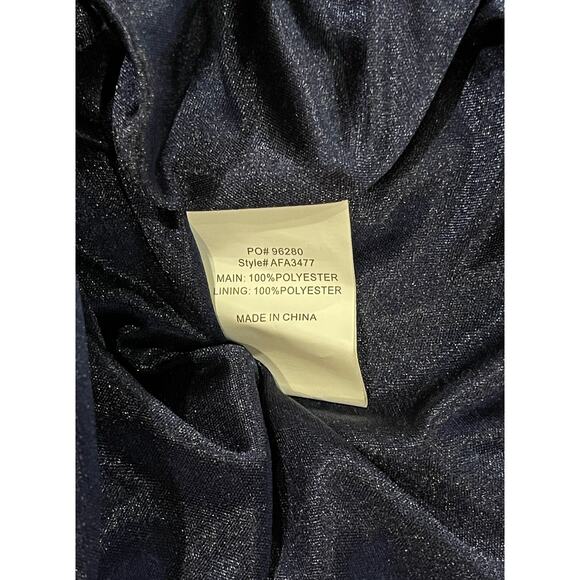 PO# 96280
Style# AFA3477
MAIN: 100%POLYESTER
LINING: 100%POLYESTER
MADE IN CHINA